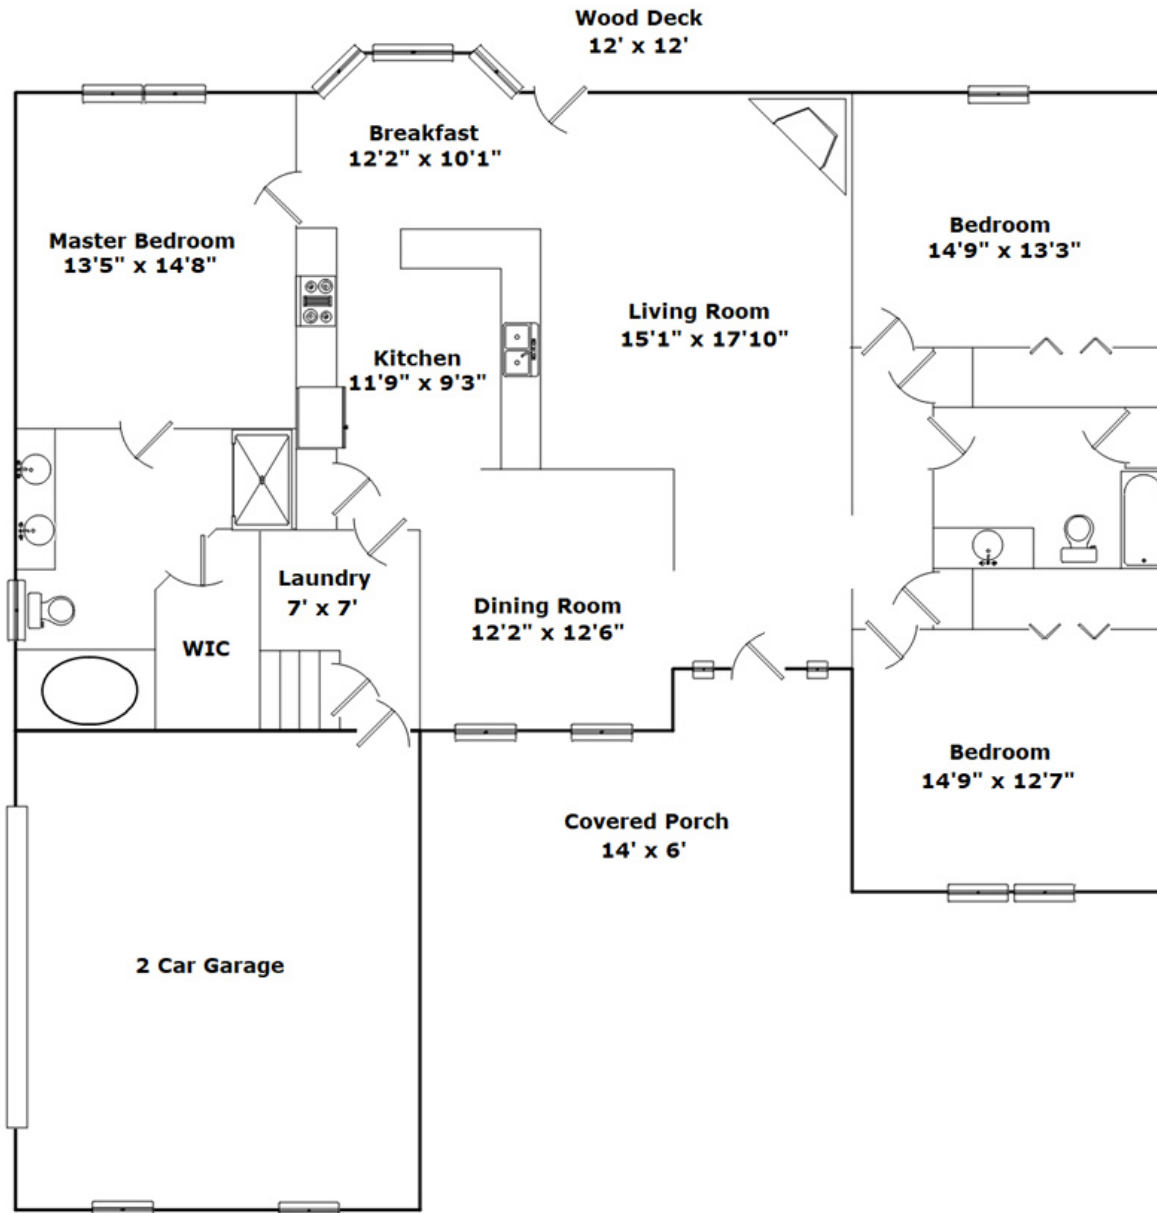 Wood Deck
12' x 12'
Breakfast
12'2" x 10'1"
Master Bedroom
13'5" x 14'8"
Bedroom
14'9" x 13'3"
Living Room
15'1" x 17'10"
Kitchen
11'9" x 9'3"
Laundry
7' x 7'
Dining Room
12'2" x 12'6"
WIC
Bedroom
14'9" x 12'7"
Covered Porch
14' x 6'
2 Car Garage